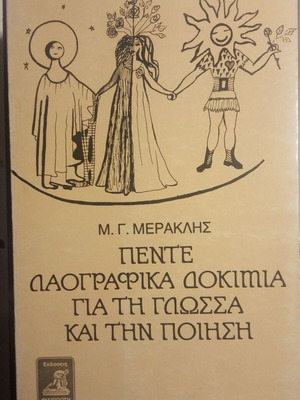 Μ. Γ. ΜΕΡΑΚΛΗΣ
ΠΕΝΤΕ
ΛΑΟΓΡΑΦΙΚΑ ΔΟΚΙΜΙΑ
ΓΙΑ ΤΗ ΓΛΩΣΣΑ
ΚΑΙ ΤΗΝ ΠΟΙΗΣΗ
Εκδόσεις